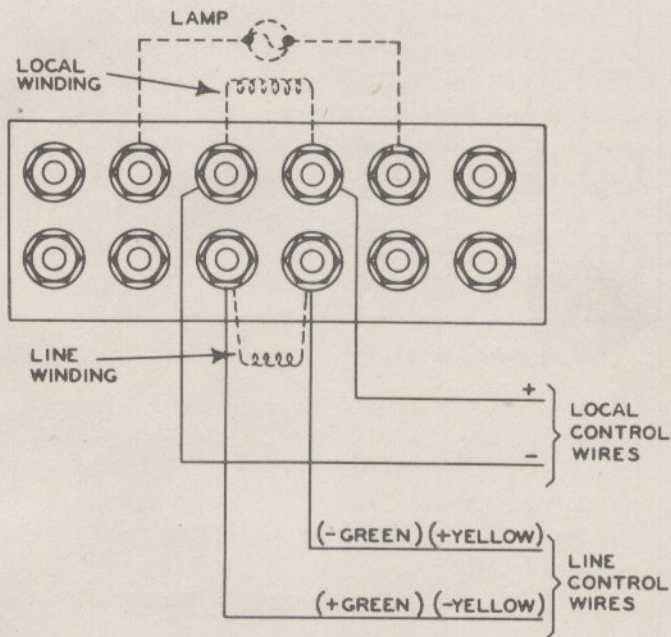 LAMP
LOCAL
WINDING
LINE
WINDING
+
-
LOCAL
CONTROL
WIRES
(-GREEN) (+YELLOW)
(+GREEN) (-YELLOW)
LINE
CONTROL
WIRES